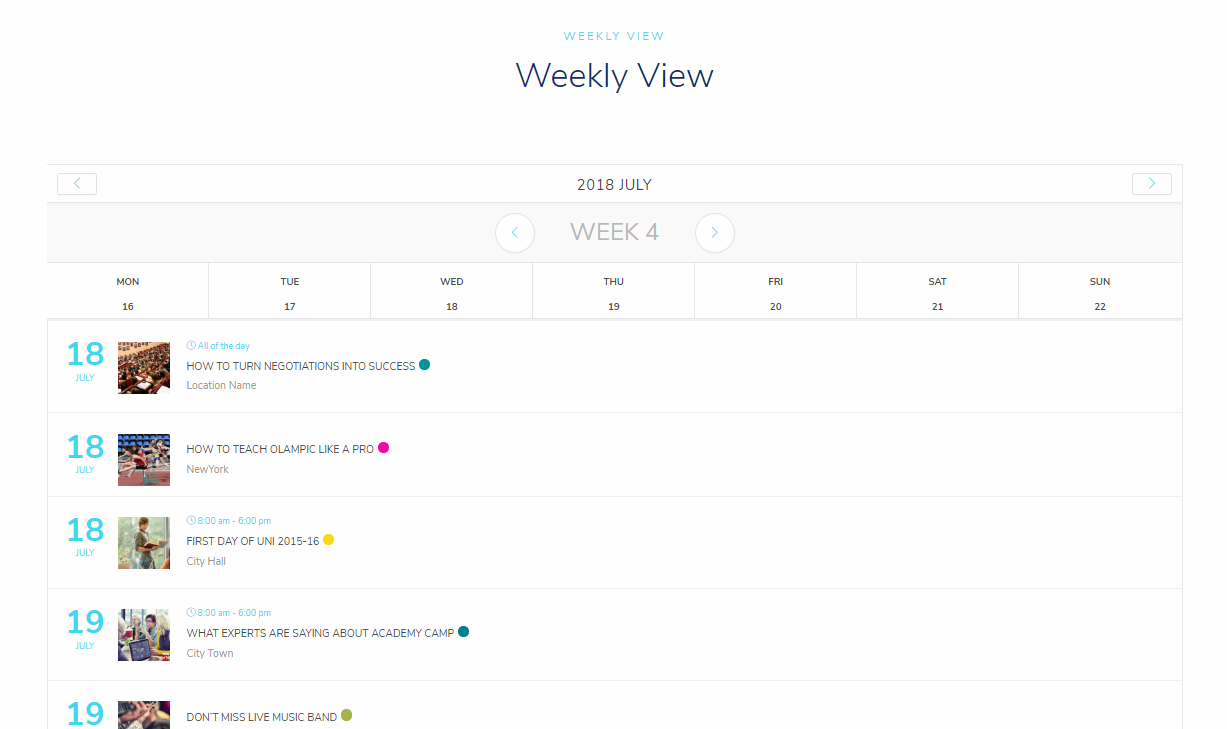 WEEKLY VIEW
Weekly View
2018 JULY
WEEK 4
MON TUE WED THU FRI SAT SUN
16 17 18 19 20 21 22
18
JULY
All of the day
HOW TO TURN NEGOTIATIONS INTO SUCCESS
Location Name
18
JULY
HOW TO TEACH OLAMPIC LIKE A PRO
NewYork
18
JULY
8:00 am - 6:00 pm
FIRST DAY OF UNI 2015-16
City Hall
19
JULY
8:00 am - 6:00 pm
WHAT EXPERTS ARE SAYING ABOUT ACADEMY CAMP
City Town
19
DON'T MISS LIVE MUSIC BAND